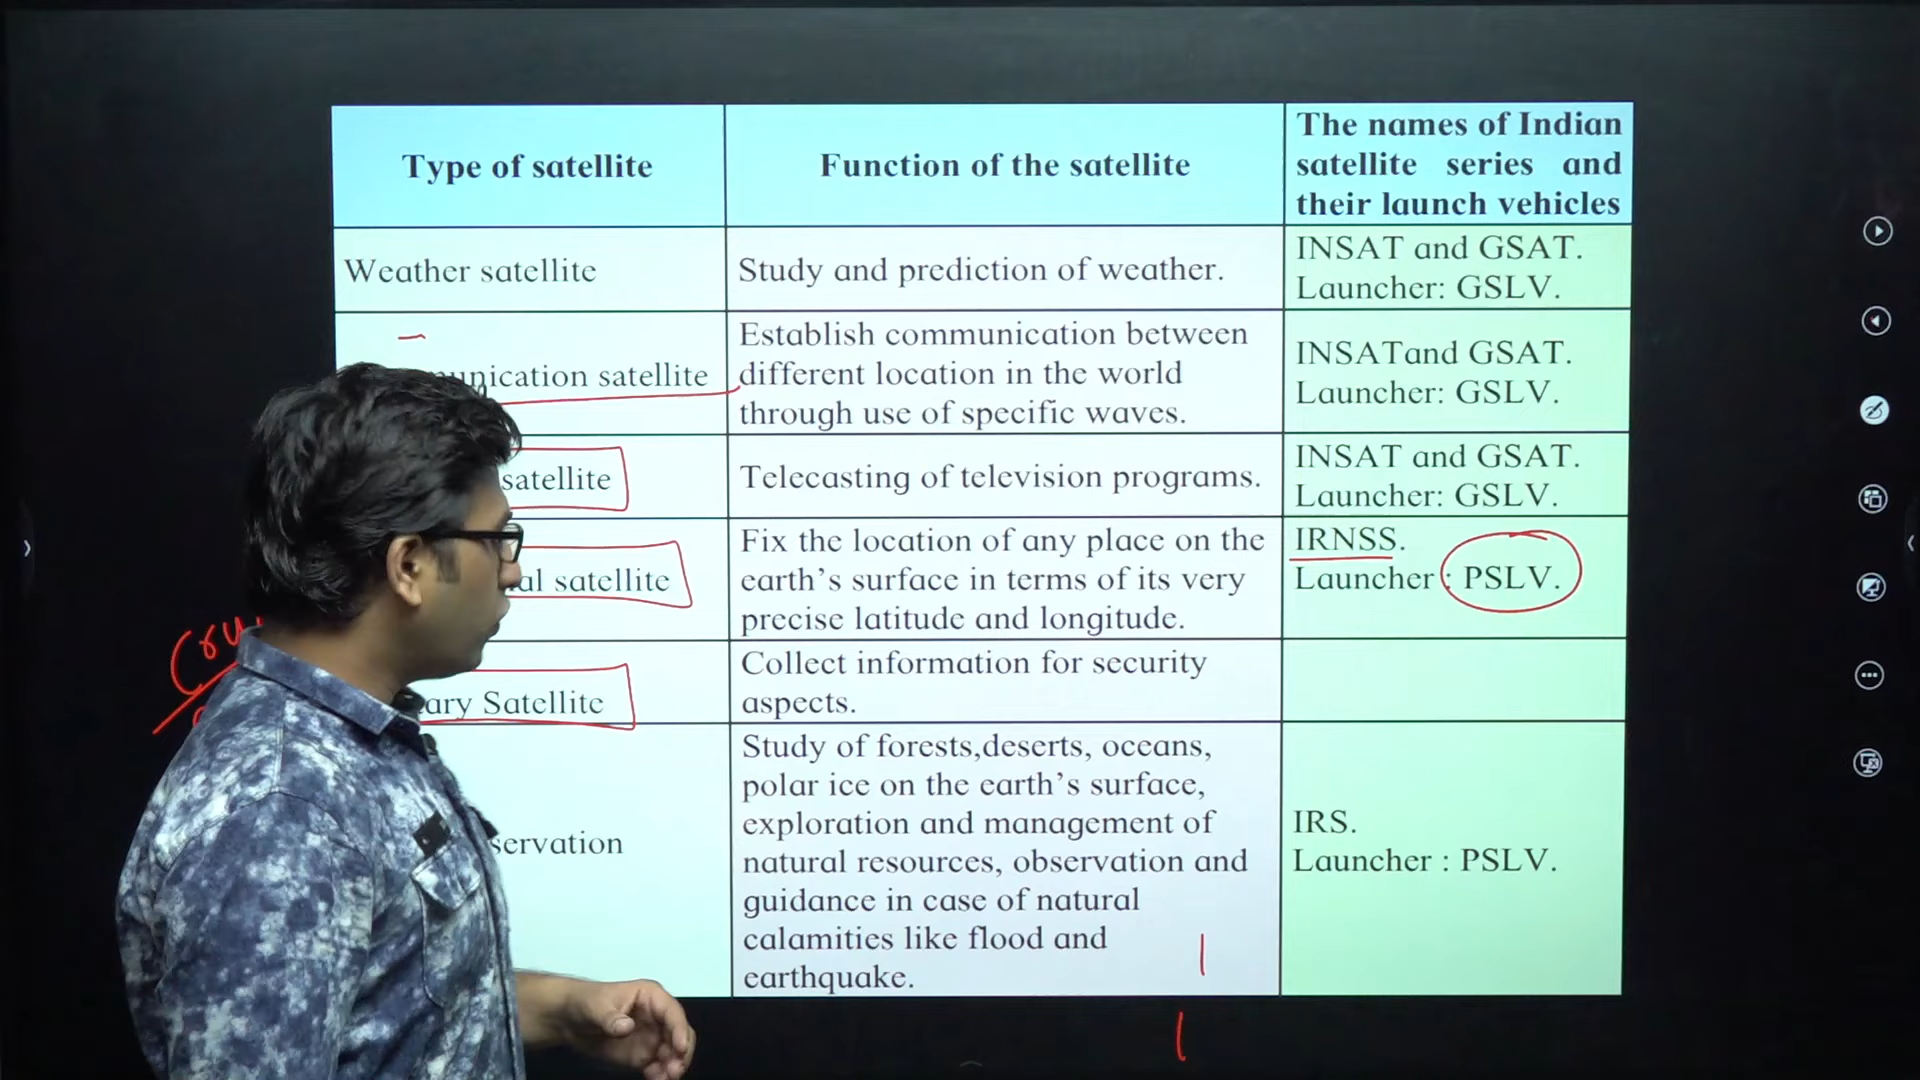 Type of satellite
Function of the satellite
The names of Indian
satellite series and
their launch vehicles
Weather satellite
Study and prediction of weather.
INSAT and GSAT.
Launcher: GSLV.
unication satellite
Establish communication between
different location in the world
through use of specific waves.
INSATand GSAT.
Launcher: GSLV.
satellite
Telecasting of television programs.
INSAT and GSAT.
Launcher: GSLV.
al satellite
Fix the location of any place on the
earth’s surface in terms of its very
precise latitude and longitude.
IRNSS.
Launcher : PSLV.
Cru
ary Satellite
Collect information for security
aspects.
servation
Study of forests,deserts, oceans,
polar ice on the earth’s surface,
exploration and management of
natural resources, observation and
guidance in case of natural
calamities like flood and
earthquake.
IRS.
Launcher : PSLV.